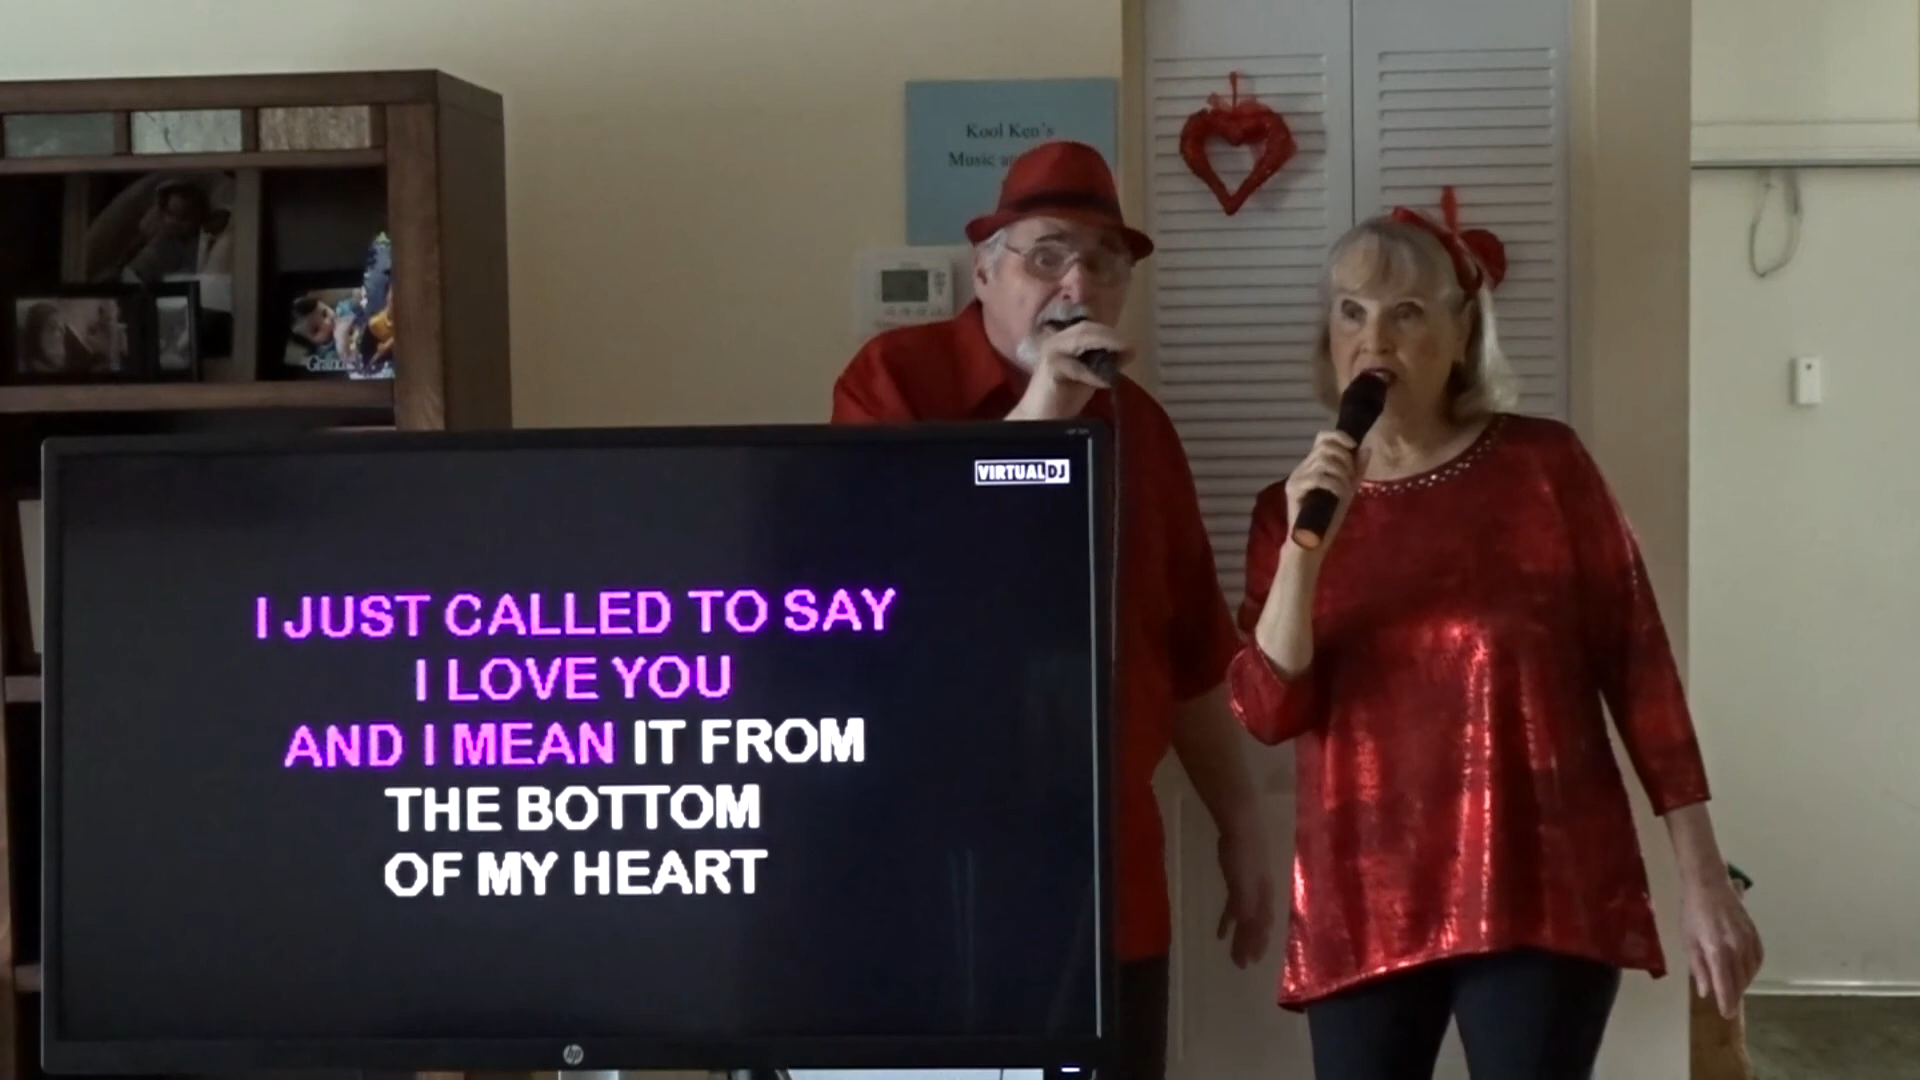 Kool Ken's
Music
Grand
VIRTUAL DJ
I JUST CALLED TO SAY
I LOVE YOU
AND I MEAN IT FROM
THE BOTTOM
OF MY HEART
hp